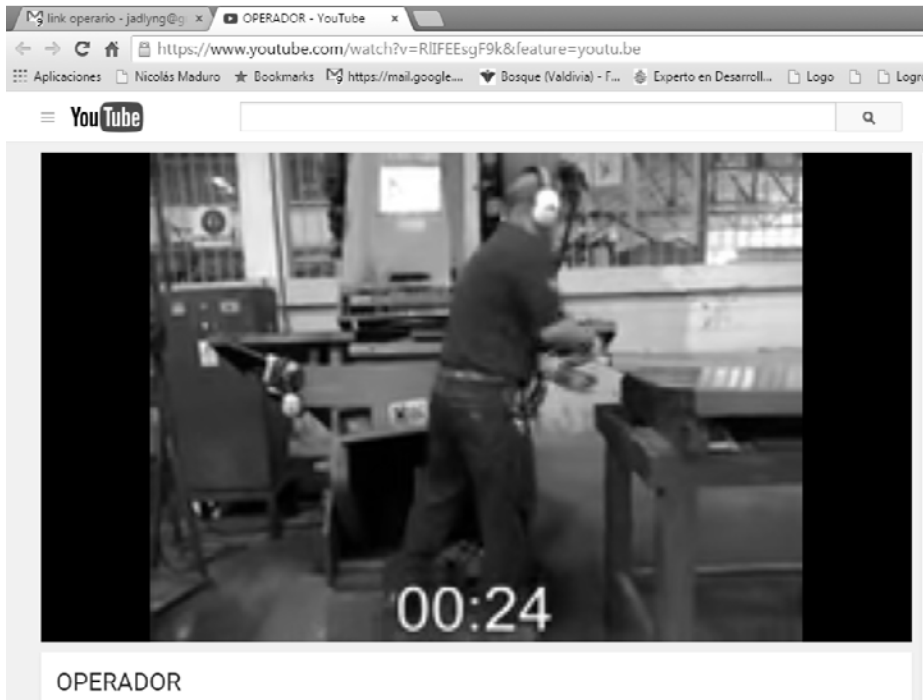 link operario - jadlyng@g
OPERADOR - YouTube
https://www.youtube.com/watch?v=RlIFEEsgF9k&feature=youtu.be
Aplicaciones
Nicolás Maduro
Bookmarks
https://mail.google....
Bosque (Valdivia) - F...
Experto en Desarroll...
Logo
Logr
YouTube
00:24
OPERADOR